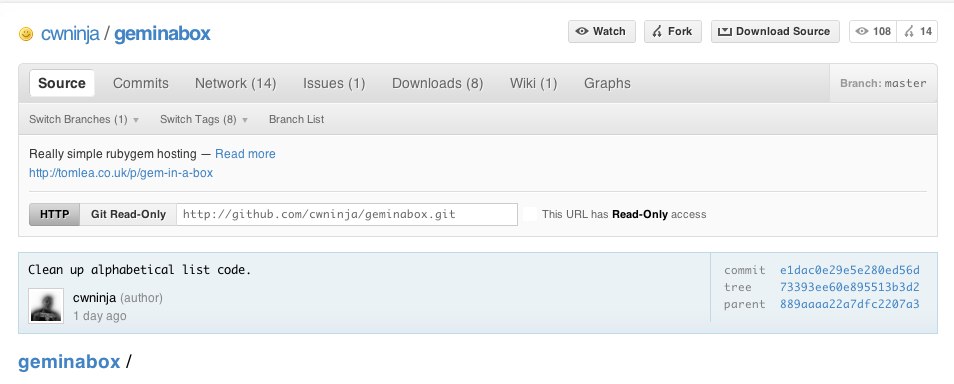 cwninja / geminabox Watch Fork Download Source 108 14
Source Commits Network (14) Issues (1) Downloads (8) Wiki (1) Graphs Branch: master
Switch Branches (1) Switch Tags (8) Branch List
Really simple rubygem hosting — Read more
http://tomlea.co.uk/p/gem-in-a-box
HTTP Git Read-Only http://github.com/cwninja/geminabox.git This URL has Read-Only access
Clean up alphabetical list code.
cwninja (author)
1 day ago
commit e1dac0e29e5e280ed56d
tree 73393ee60e895513b3d2
parent 889aaaa22a7dfc2207a3
geminabox /